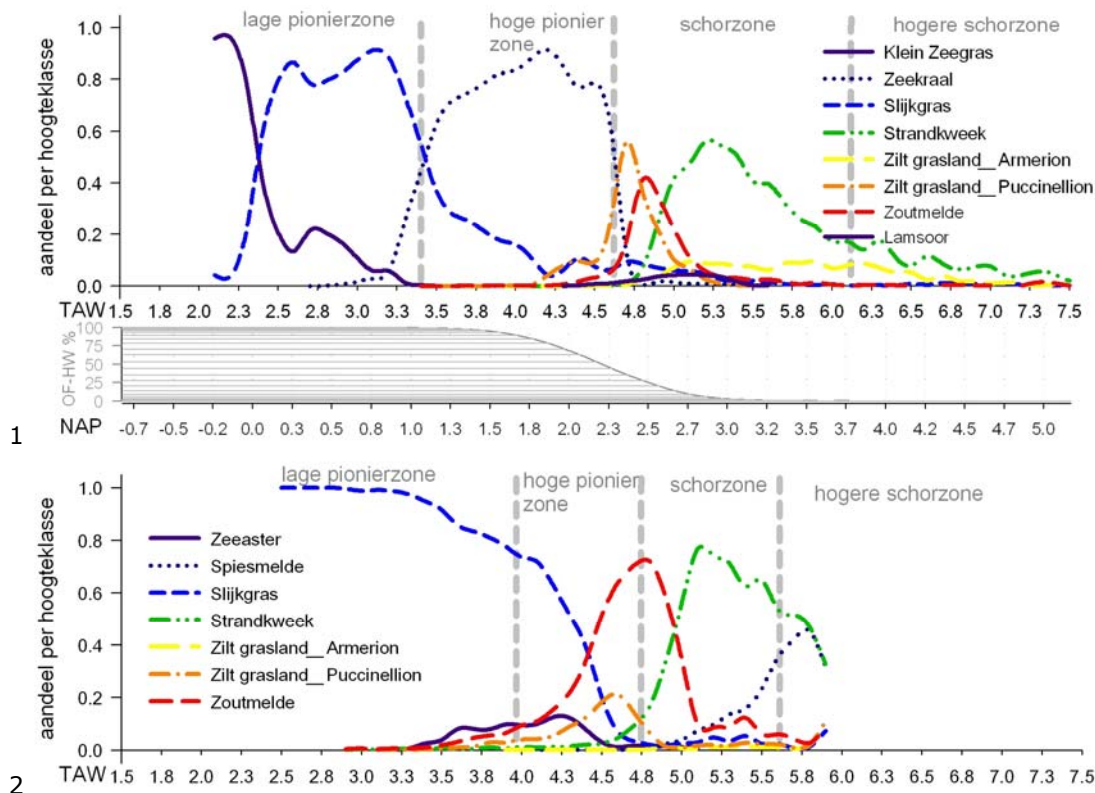 lage pionierzone hoge pionier zone schorzone hogere schorzone
1.0
0.8
0.6
0.4
0.2
0.0
aandeel per hoogteklasse
Klein Zeegras
Zeekraal
Slijkgras
Strandkweek
Zilt grasland__Armerion
Zilt grasland__Puccinellion
Zoutmelde
Lamsoor
TAW 1.5 1.8 2.0 2.3 2.5 2.8 3.0 3.3 3.5 3.8 4.0 4.3 4.5 4.8 5.0 5.3 5.5 5.8 6.0 6.3 6.5 6.8 7.0 7.3 7.5
100
75
50
25
0
OF-HW %
NAP -0.7 -0.5 -0.2 0.0 0.3 0.5 0.8 1.0 1.3 1.5 1.8 2.0 2.3 2.5 2.7 3.0 3.2 3.5 3.7 4.0 4.2 4.5 4.7 5.0
1
lage pionierzone hoge pionier zone schorzone hogere schorzone
1.0
0.8
0.6
0.4
0.2
0.0
aandeel per hoogteklasse
Zeeaster
Spiesmelde
Slijkgras
Strandkweek
Zilt grasland__Armerion
Zilt grasland__Puccinellion
Zoutmelde
TAW 1.5 1.8 2.0 2.3 2.5 2.8 3.0 3.3 3.5 3.8 4.0 4.3 4.5 4.8 5.0 5.3 5.5 5.8 6.0 6.3 6.5 6.8 7.0 7.3 7.5
2